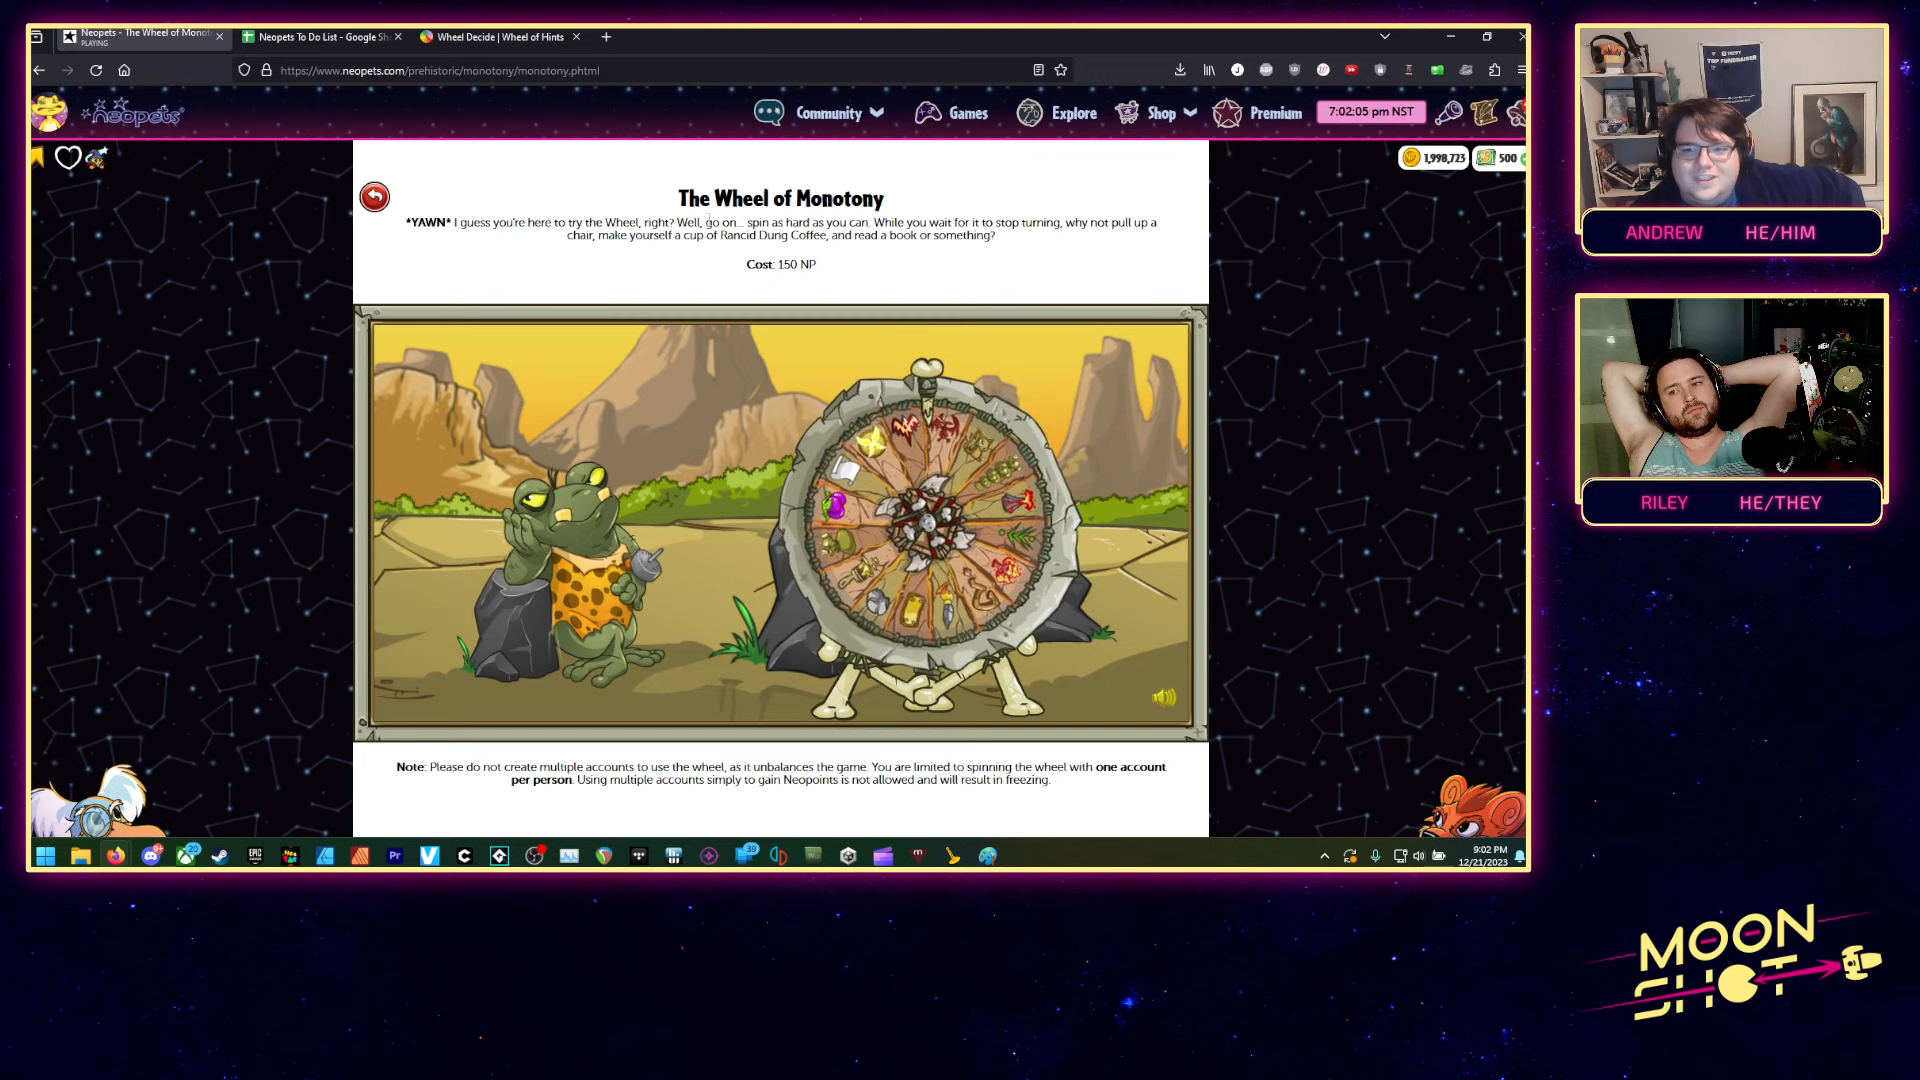 Neopets - The Wheel of Monot
PLAYING
Neopets To Do List - Google She
Wheel Decide | Wheel of Hints
https://www.neopets.com/prehistoric/monotony/monotony.phtml
neopets
Community
Games
Explore
Shop
Premium
7:02:05 pm NST
1,998,723
500
The Wheel of Monotony
*YAWN* I guess you're here to try the Wheel, right? Well, go on... spin as hard as you can. While you wait for it to stop turning, why not pull up a
chair, make yourself a cup of Rancid Dung Coffee, and read a book or something?
Cost: 150 NP
Note: Please do not create multiple accounts to use the wheel, as it unbalances the game. You are limited to spinning the wheel with one account
per person. Using multiple accounts simply to gain Neopoints is not allowed and will result in freezing.
9:02 PM
12/21/2023
TOP FUNDRAISER
ANDREW HE/HIM
RILEY HE/THEY
MOON
SHOT